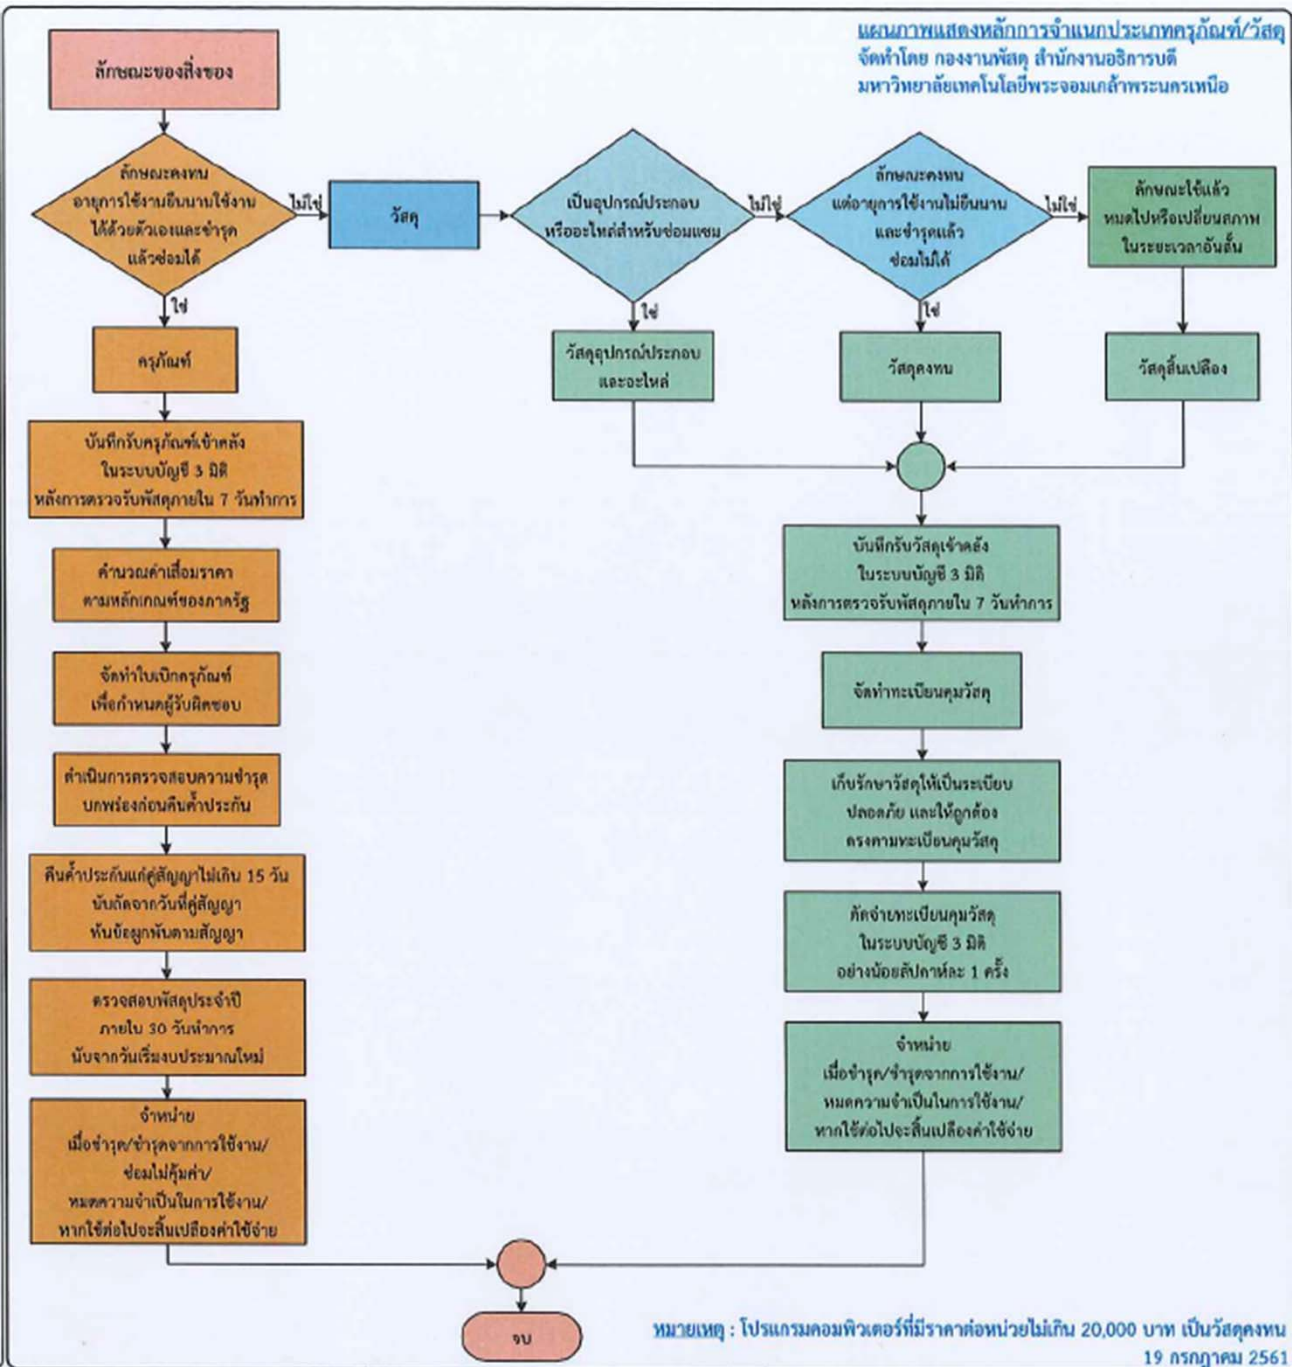 แผนภาพแสดงหลักการจำแนกประเภทครุภัณฑ์/วัสดุ
จัดทำโดย กองงานพัสดุ สำนักงานอธิการบดี
มหาวิทยาลัยเทคโนโลยีพระจอมเกล้าพระนครเหนือ
ลักษณะของสิ่งของ
ลักษณะคงทน
อายุการใช้งานยืนนานใช้งาน
ได้ด้วยตัวเองและชำรุด
แล้วซ่อมได้
ไม่ใช่
วัสดุ
เป็นอุปกรณ์ประกอบ
หรืออะไหล่สำหรับซ่อมแซม
ไม่ใช่
ลักษณะคงทน
แต่อายุการใช้งานไม่ยืนนาน
และชำรุดแล้ว
ซ่อมไม่ได้
ไม่ใช่
ลักษณะใช้แล้ว
หมดไปหรือเปลี่ยนสภาพ
ในระยะเวลาอันสั้น
ใช่
ครุภัณฑ์
ใช่
วัสดุอุปกรณ์ประกอบ
และอะไหล่
ใช่
วัสดุคงทน
วัสดุสิ้นเปลือง
บันทึกรับครุภัณฑ์เข้าคลัง
ในระบบบัญชี 3 มิติ
หลังการตรวจรับพัสดุภายใน 7 วันทำการ
คำนวณค่าเสื่อมราคา
ตามหลักเกณฑ์ของภาครัฐ
จัดทำใบเบิกครุภัณฑ์
เพื่อกำหนดผู้รับผิดชอบ
ดำเนินการตรวจสอบความชำรุด
บกพร่องก่อนคืนค้ำประกัน
คืนค้ำประกันแก่คู่สัญญาไม่เกิน 15 วัน
นับถัดจากวันที่คู่สัญญา
พ้นข้อผูกพันตามสัญญา
ตรวจสอบพัสดุประจำปี
ภายใน 30 วันทำการ
นับจากวันเริ่มงบประมาณใหม่
จำหน่าย
เมื่อชำรุด/ชำรุดจากการใช้งาน/
ซ่อมไม่คุ้มค่า/
หมดความจำเป็นในการใช้งาน/
หากใช้ต่อไปจะสิ้นเปลืองค่าใช้จ่าย
บันทึกรับวัสดุเข้าคลัง
ในระบบบัญชี 3 มิติ
หลังการตรวจรับพัสดุภายใน 7 วันทำการ
จัดทำทะเบียนคุมวัสดุ
เก็บรักษาวัสดุให้เป็นระเบียบ
ปลอดภัย และให้ถูกต้อง
ตรงตามทะเบียนคุมวัสดุ
ตัดจ่ายทะเบียนคุมวัสดุ
ในระบบบัญชี 3 มิติ
อย่างน้อยสัปดาห์ละ 1 ครั้ง
จำหน่าย
เมื่อชำรุด/ชำรุดจากการใช้งาน/
หมดความจำเป็นในการใช้งาน/
หากใช้ต่อไปจะสิ้นเปลืองค่าใช้จ่าย
จบ
หมายเหตุ : โปรแกรมคอมพิวเตอร์ที่มีราคาต่อหน่วยไม่เกิน 20,000 บาท เป็นวัสดุคงทน
19 กรกฎาคม 2561